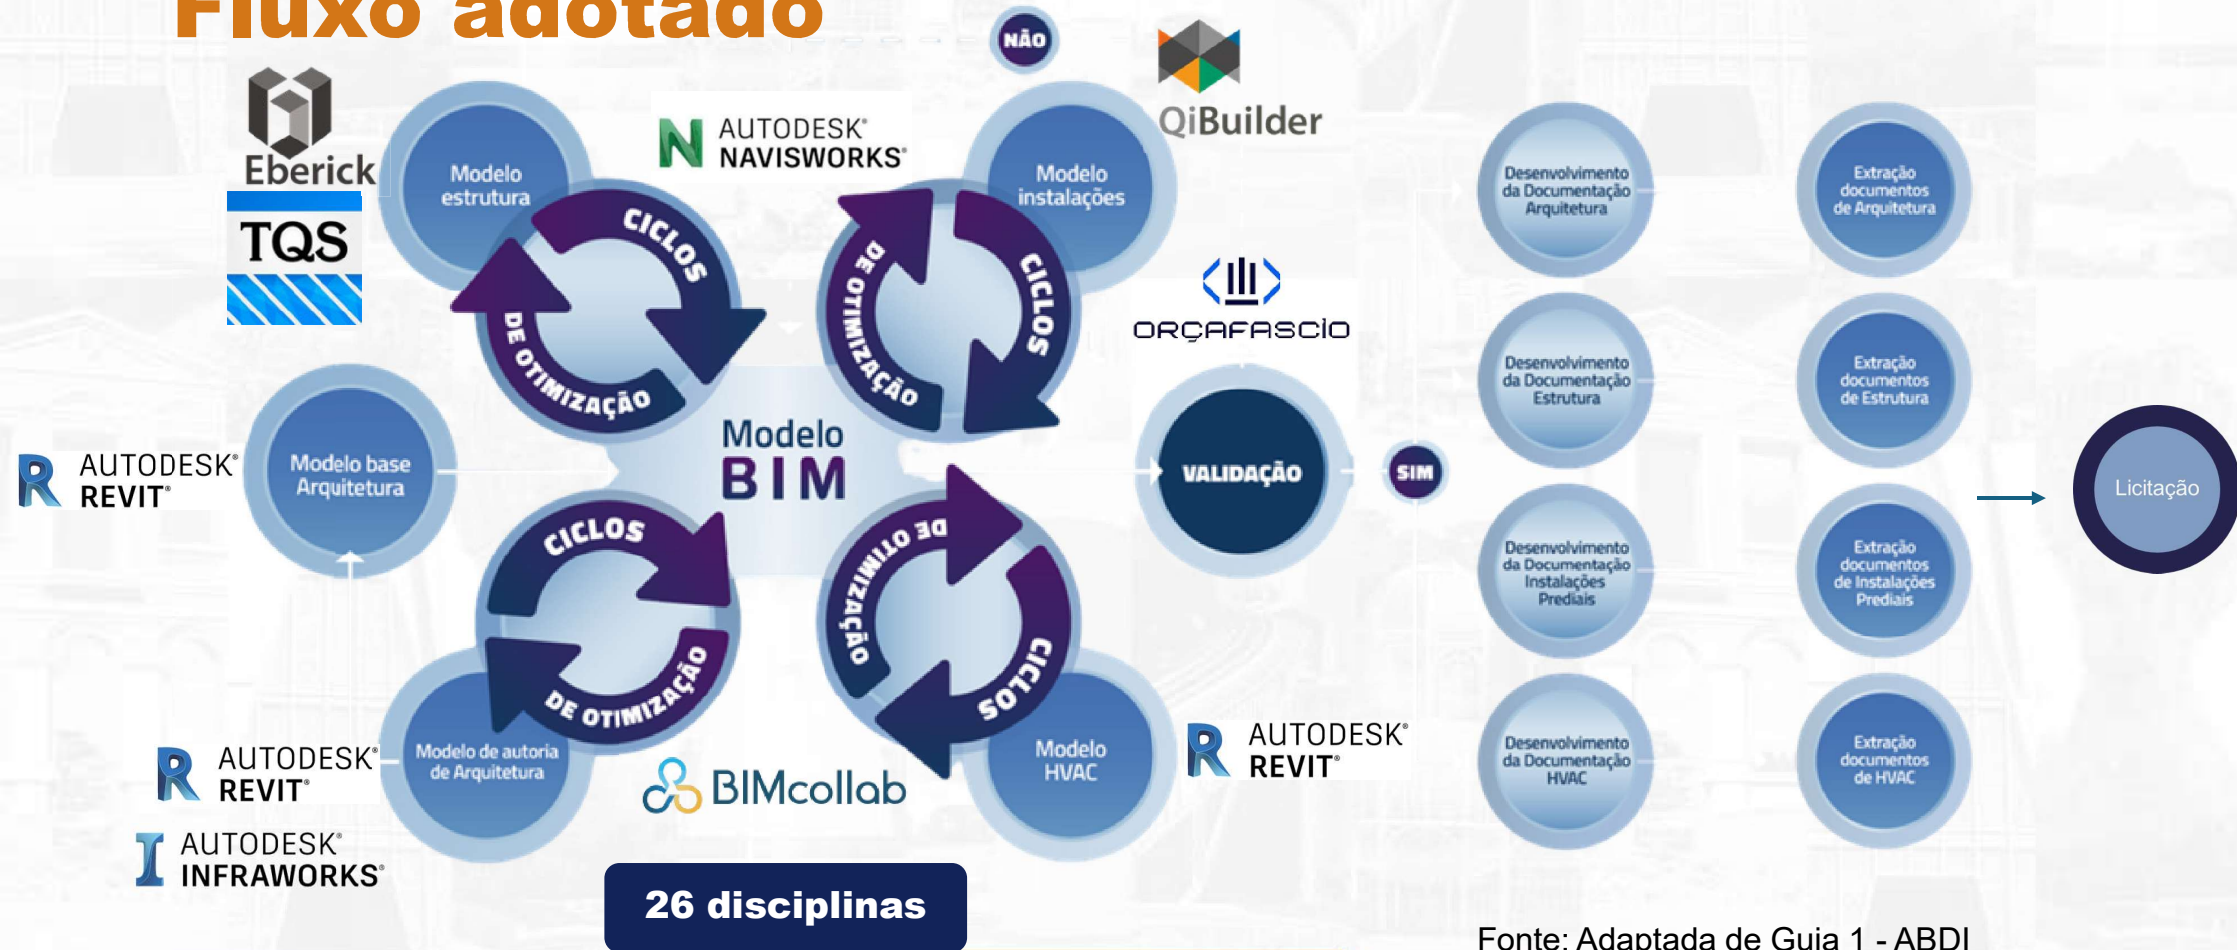 Fluxo adotado
NÃO
QiBuilder
Eberick
TQS
Modelo
estrutura
CICLOS
DE OTIMIZAÇÃO
AUTODESK®
NAVISWORKS®
Modelo
instalações
DE OTIMIZAÇÃO
CICLOS
ORÇAFASCIO
AUTODESK®
REVIT®
Modelo base
Arquitetura
Modelo
BIM
VALIDAÇÃO
SIM
CICLOS
DE OTIMIZAÇÃO
DE OTIMIZAÇÃO
CICLOS
AUTODESK®
REVIT®
Modelo de autoria
de Arquitetura
AUTODESK®
INFRAWORKS®
BIMcollab
Modelo
HVAC
AUTODESK®
REVIT®
26 disciplinas
Desenvolvimento
da Documentação
Arquitetura
Extração
documentos
de Arquitetura
Desenvolvimento
da Documentação
Estrutura
Extração
documentos
de Estrutura
Desenvolvimento
da Documentação
Instalações
Prediais
Extração
documentos
de Instalações
Prediais
Desenvolvimento
da Documentação
HVAC
Extração
documentos
de HVAC
Licitação
Fonte: Adaptada de Guia 1 - ABDI